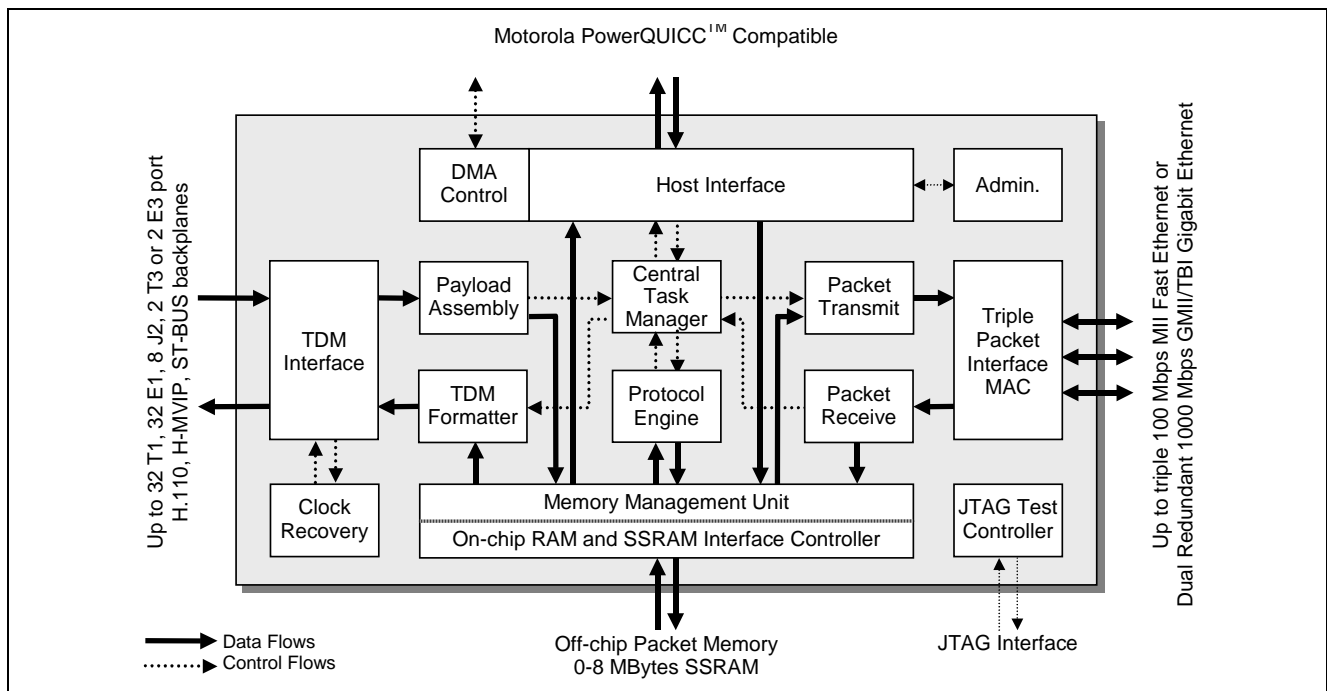 Motorola PowerQUICC™ Compatible
Up to 32 T1, 32 E1, 8 J2, 2 T3 or 2 E3 port
H.110, H-MVIP, ST-BUS backplanes
DMA
Control
Host Interface
Admin.
TDM
Interface
Payload
Assembly
Central
Task
Manager
Packet
Transmit
Triple
Packet
Interface
MAC
TDM
Formatter
Protocol
Engine
Packet
Receive
Clock
Recovery
Memory Management Unit
On-chip RAM and SSRAM Interface Controller
JTAG Test
Controller
Up to triple 100 Mbps MII Fast Ethernet or
Dual Redundant 1000 Mbps GMII/TBI Gigabit Ethernet
Data Flows
Control Flows
Off-chip Packet Memory
0-8 MBytes SSRAM
JTAG Interface